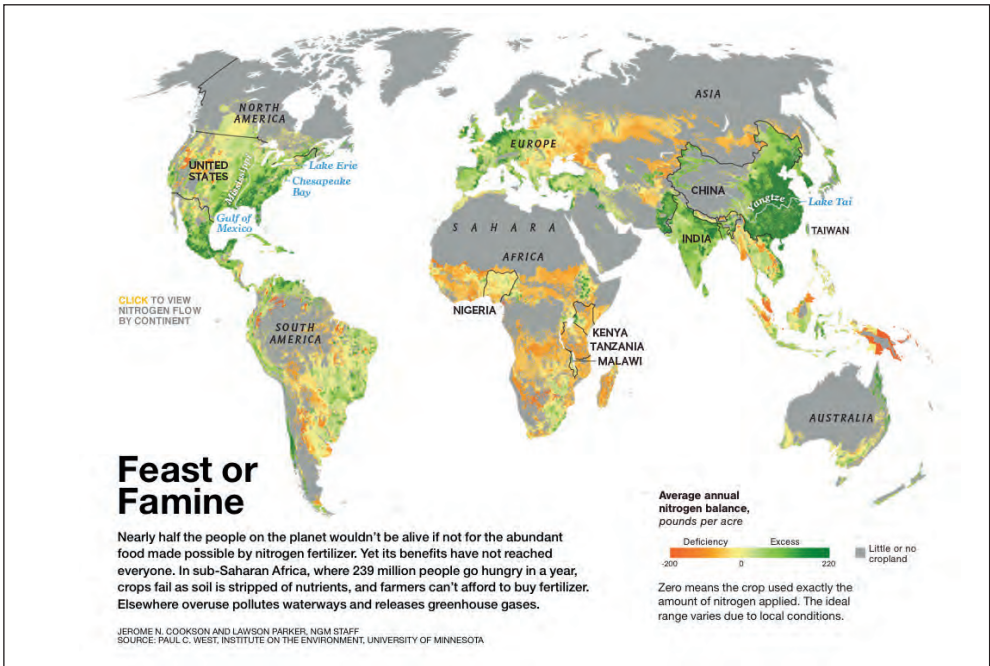 NORTH
AMERICA
ASIA
EUROPE
UNITED
STATES
Mississippi
Lake Erie
Chesapeake
Bay
Gulf of
Mexico
CHINA
Yangtze
Lake Tai
TAIWAN
INDIA
SAHARA
AFRICA
NIGERIA
KENYA
TANZANIA
MALAWI
CLICK TO VIEW
NITROGEN FLOW
BY CONTINENT
SOUTH
AMERICA
AUSTRALIA
Feast or
Famine
Nearly half the people on the planet wouldn't be alive if not for the abundant
food made possible by nitrogen fertilizer. Yet its benefits have not reached
everyone. In sub-Saharan Africa, where 239 million people go hungry in a year,
crops fail as soil is stripped of nutrients, and farmers can't afford to buy fertilizer.
Elsewhere overuse pollutes waterways and releases greenhouse gases.
JEROME N. COOKSON AND LAWSON PARKER, NGM STAFF
SOURCE: PAUL C. WEST, INSTITUTE ON THE ENVIRONMENT, UNIVERSITY OF MINNESOTA
Average annual
nitrogen balance,
pounds per acre
Deficiency Excess
-200 0 220
Little or no
cropland
Zero means the crop used exactly the
amount of nitrogen applied. The ideal
range varies due to local conditions.